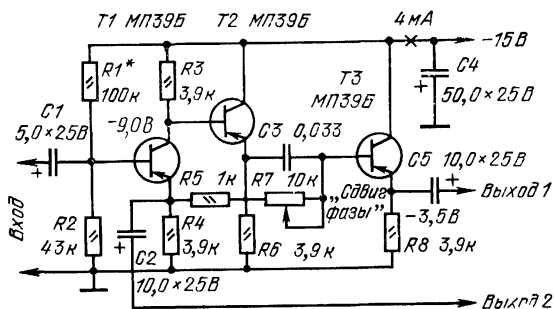 T1 МП39Б T2 МП39Б
4мА
-15В
R1*
100к
R3
3,9к
T3
МП39Б
C4
50,0×25В
C1
5,0×25В
-9,0В
C3
0,033
C5
10,0×25В
R5
1к
R7
10к
Выход 1
„Сдвиг
фазы"
-3,5В
Вход
R2
43к
C2
R4
3,9к
R6
3,9к
R8 3,9к
10,0×25В
Выход 2